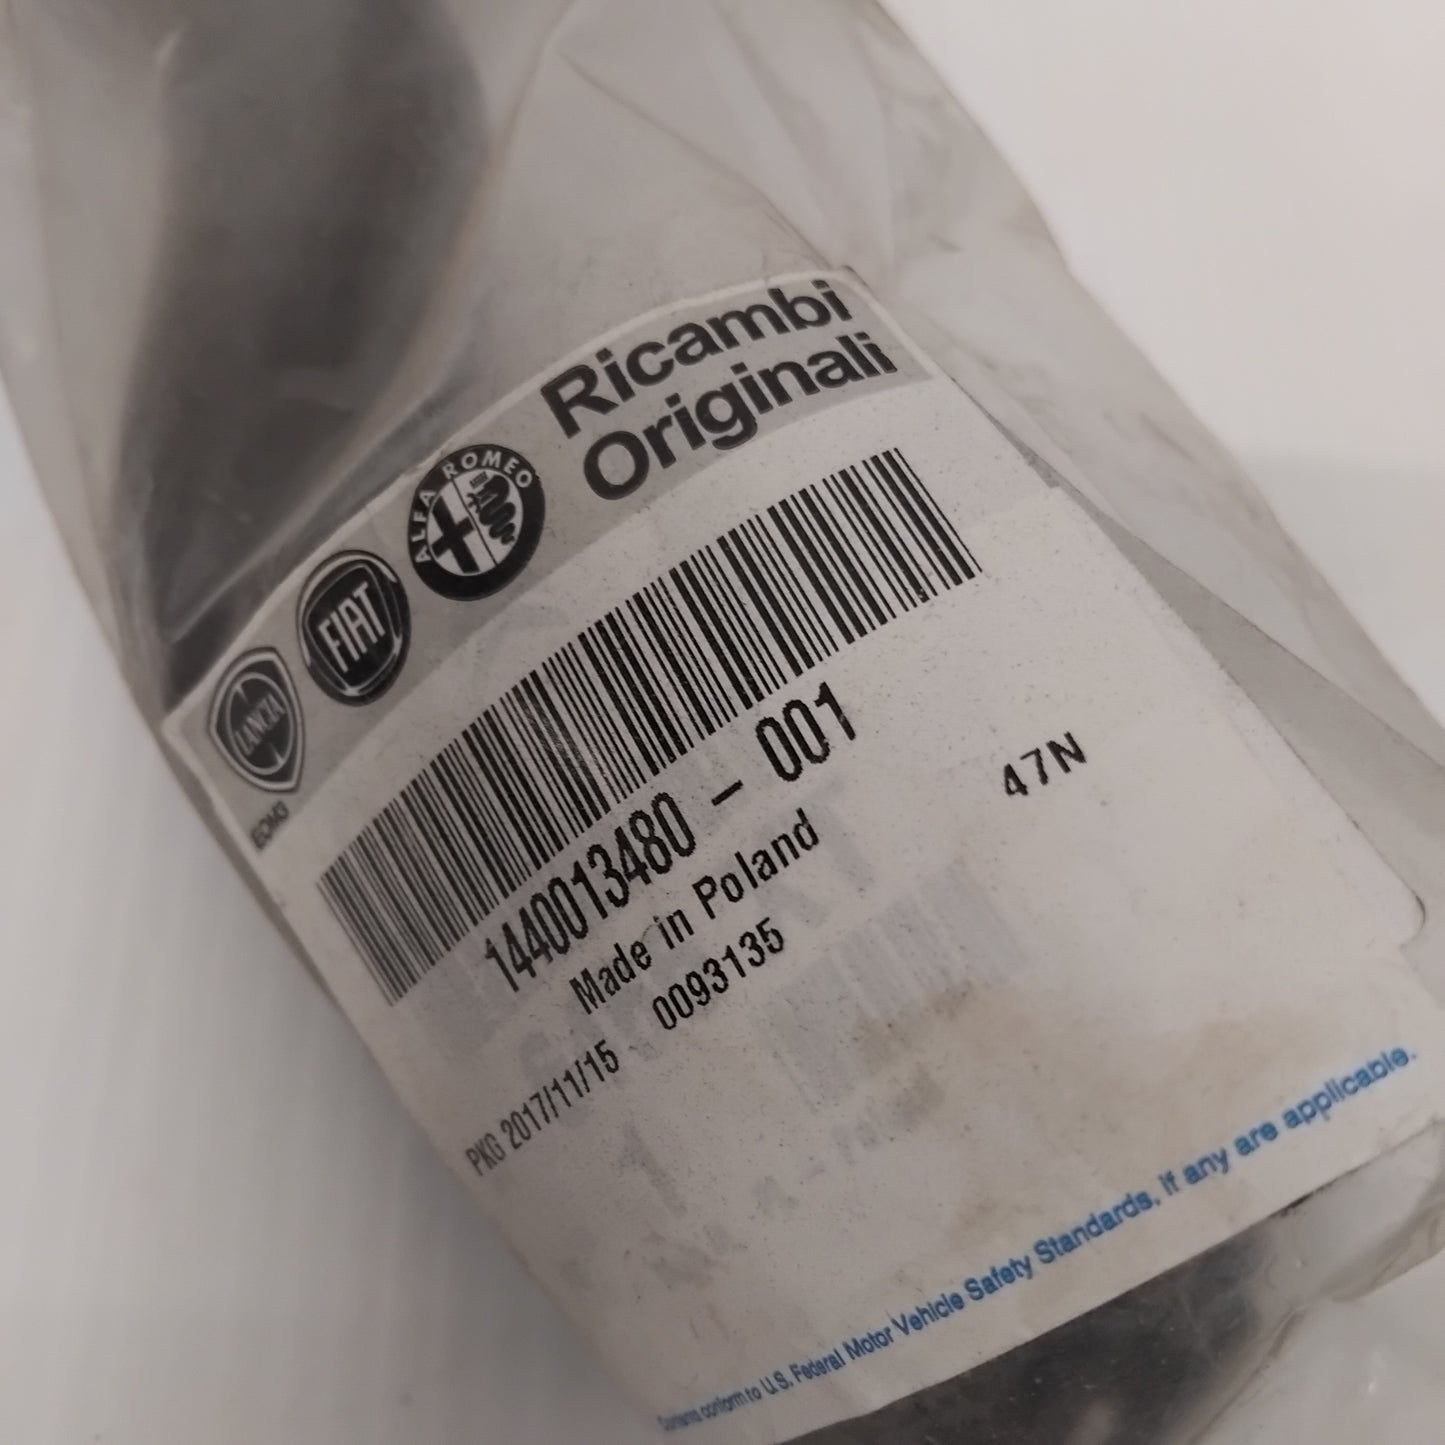 Ricambi
Originali
ALFA ROMEO
FIAT
LANCIA
1440013480 - 001
Made in Poland
47N
0093135
PKG 2017/11/15
Contents conform to U.S. Federal Motor Vehicle Safety Standards, if any are applicable.